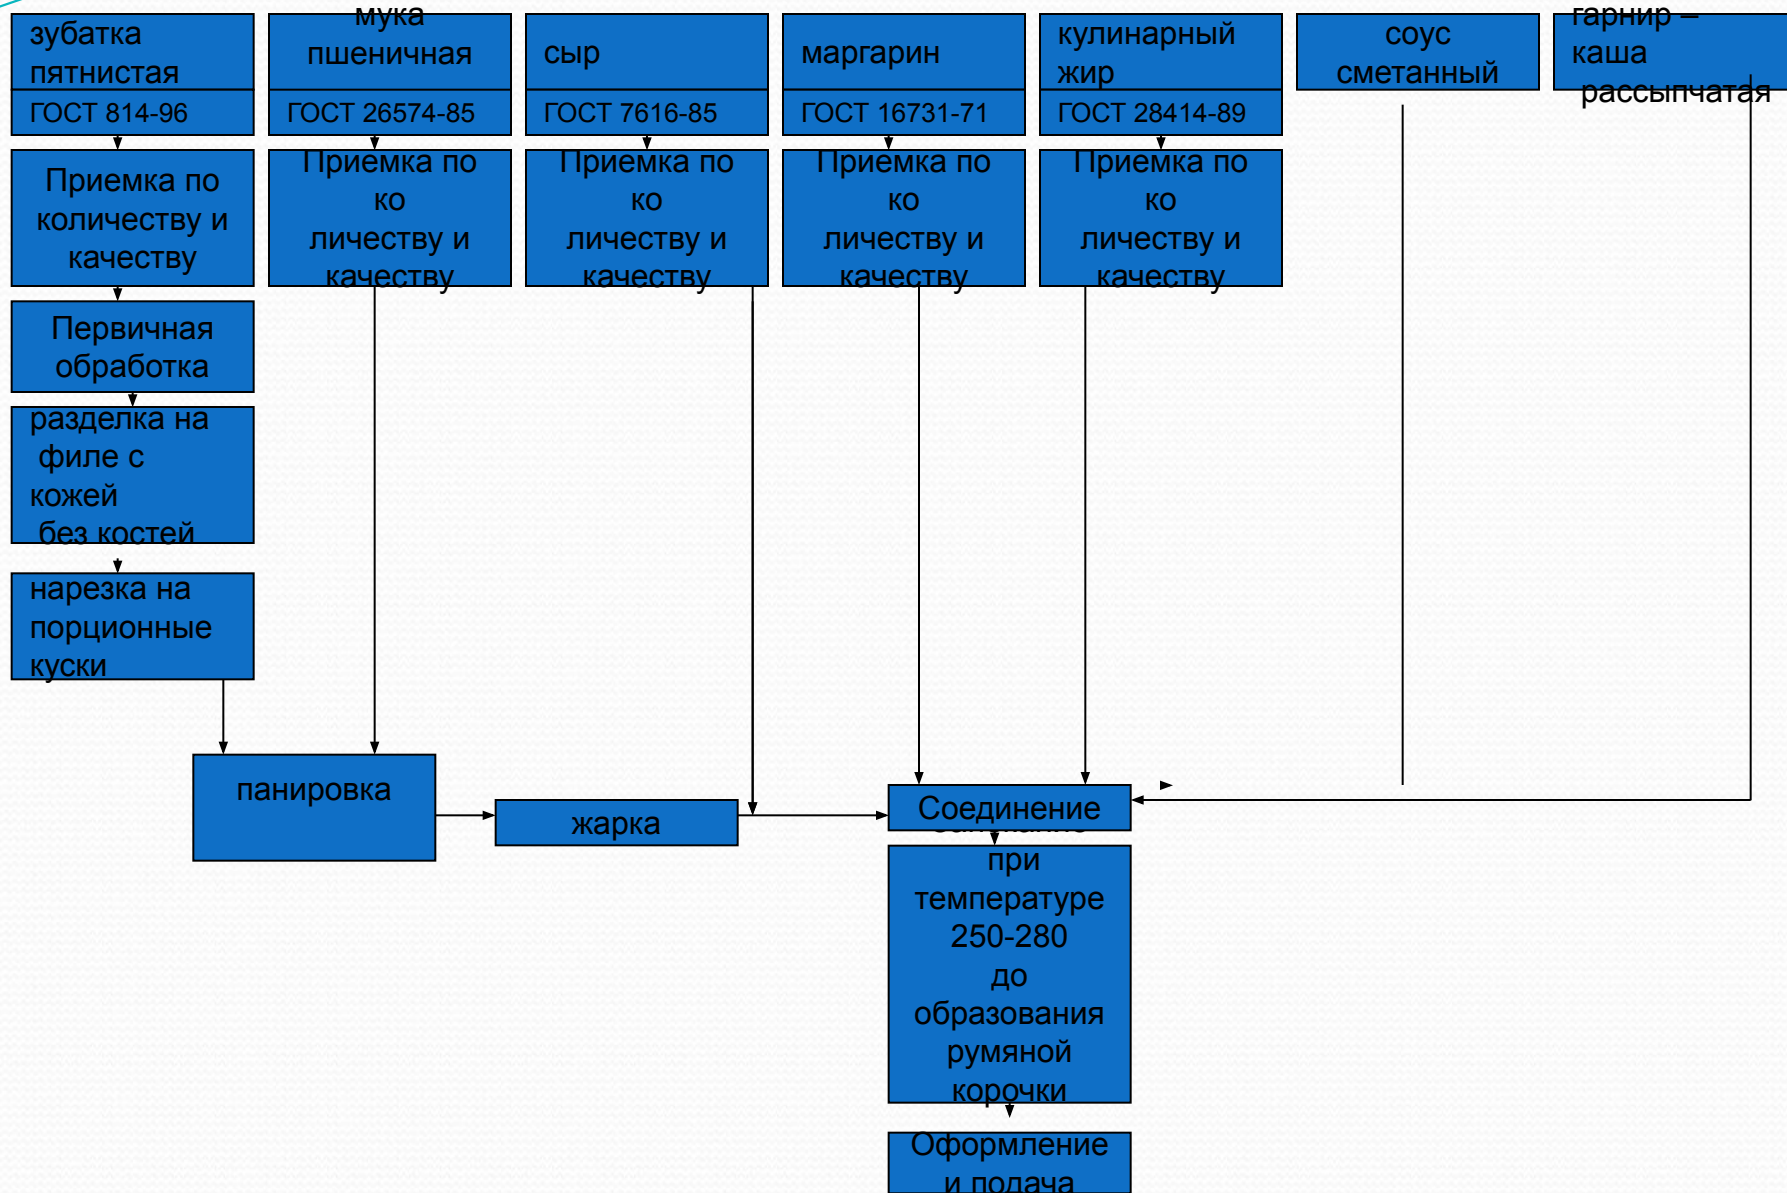 зубатка
пятнистая
ГОСТ 814-96
мука
пшеничная
ГОСТ 26574-85
сыр
ГОСТ 7616-85
маргарин
ГОСТ 16731-71
кулинарный
жир
ГОСТ 28414-89
соус
сметанный
гарнир –
каша
рассыпчатая
Приемка по
количеству и
качеству
Приемка по
ко
личеству и
качеству
Приемка по
ко
личеству и
качеству
Приемка по
ко
личеству и
качеству
Приемка по
ко
личеству и
качеству
Первичная
обработка
разделка на
филе с
кожей
без костей
нарезка на
порционные
куски
панировка
жарка
Соединение
при
температуре
250-280
до
образования
румяной
корочки
Оформление
и подача